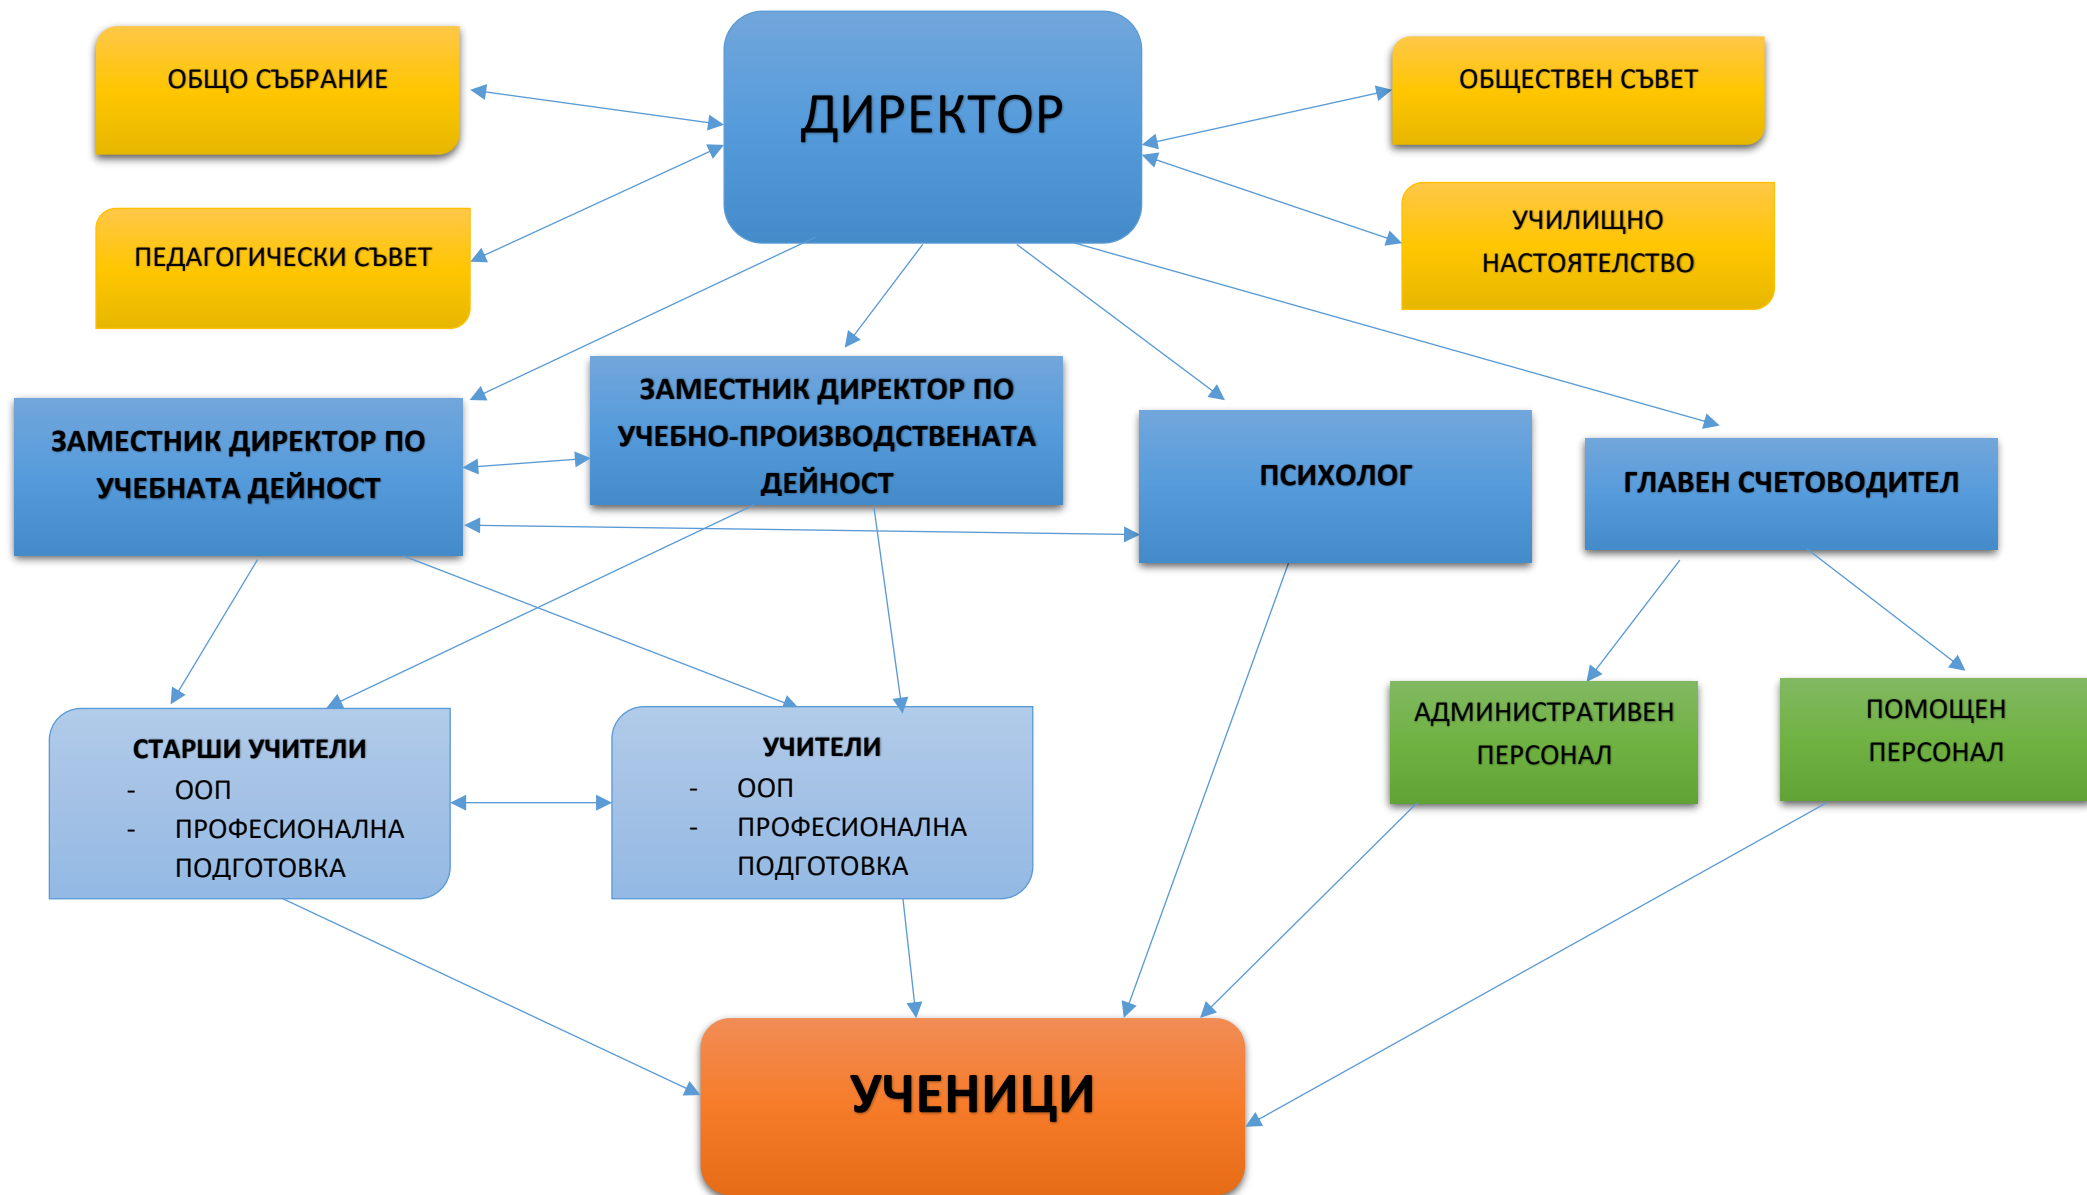 ОБЩО СЪБРАНИЕ
ДИРЕКТОР
ОБЩЕСТВЕН СЪВЕТ
ПЕДАГОГИЧЕСКИ СЪВЕТ
УЧИЛИЩНО
НАСТОЯТЕЛСТВО
ЗАМЕСТНИК ДИРЕКТОР ПО
УЧЕБНАТА ДЕЙНОСТ
ЗАМЕСТНИК ДИРЕКТОР ПО
УЧЕБНО-ПРОИЗВОДСТВЕНАТА
ДЕЙНОСТ
ПСИХОЛОГ
ГЛАВЕН СЧЕТОВОДИТЕЛ
СТАРШИ УЧИТЕЛИ
- ООП
- ПРОФЕСИОНАЛНА
ПОДГОТОВКА
УЧИТЕЛИ
- ООП
- ПРОФЕСИОНАЛНА
ПОДГОТОВКА
АДМИНИСТРАТИВЕН
ПЕРСОНАЛ
ПОМОЩЕН
ПЕРСОНАЛ
УЧЕНИЦИ